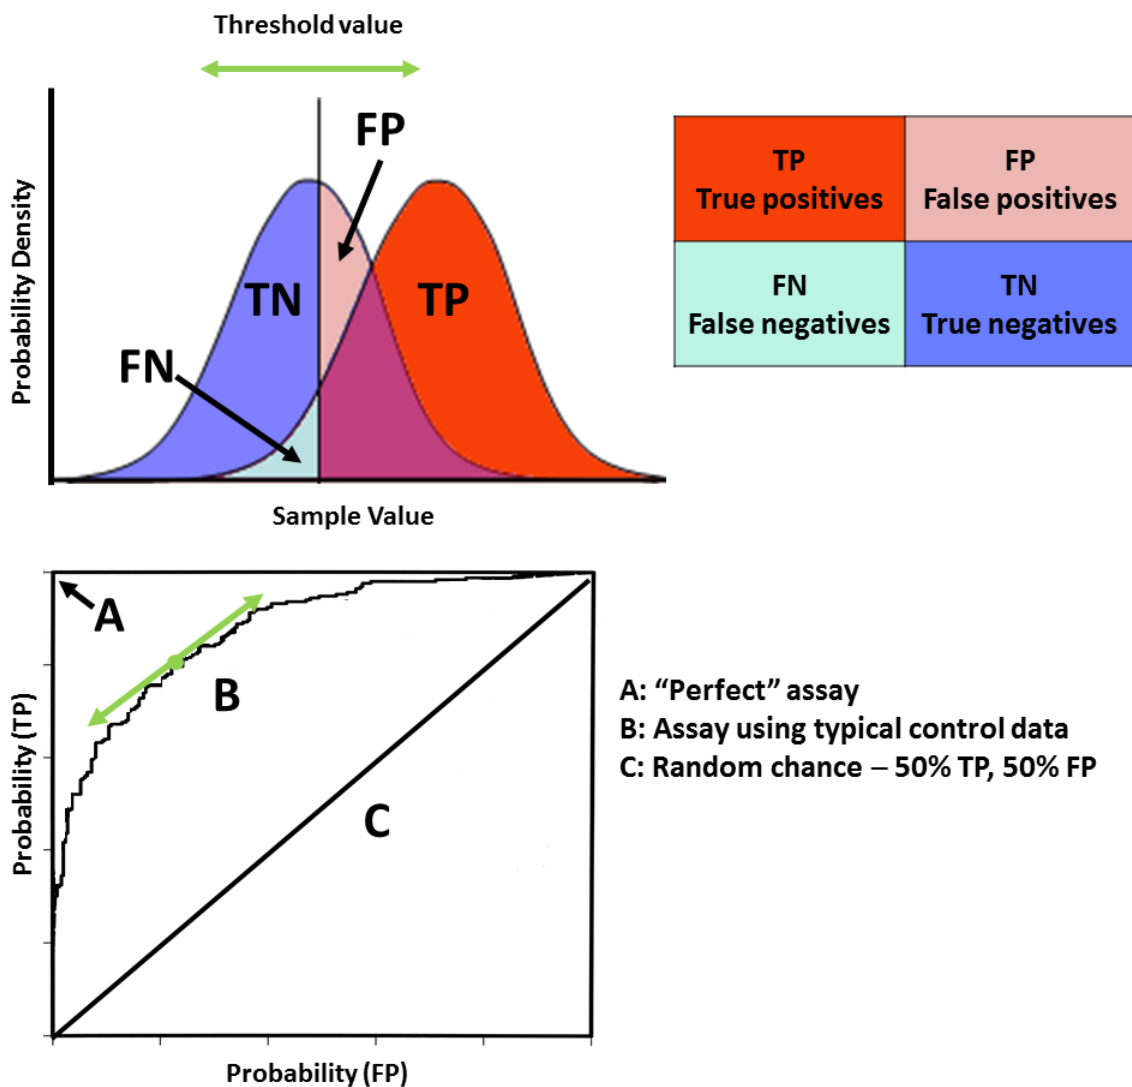 Threshold value
FP
TN
TP
FN
Probability Density
Sample Value
TP
True positives
FP
False positives
FN
False negatives
TN
True negatives
A
B
C
Probability (TP)
Probability (FP)
A: “Perfect” assay
B: Assay using typical control data
C: Random chance – 50% TP, 50% FP